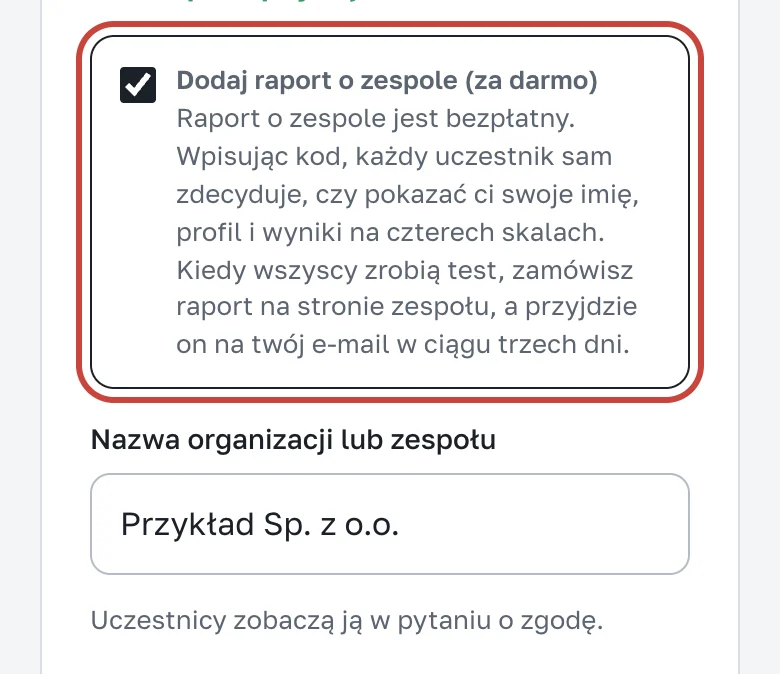 Dodaj raport o zespole (za darmo)
Raport o zespole jest bezpłatny.
Wpisując kod, każdy uczestnik sam
zdecyduje, czy pokazać ci swoje imię,
profil i wyniki na czterech skalach.
Kiedy wszyscy zrobią test, zamówisz
raport na stronie zespołu, a przyjdzie
on na twój e-mail w ciągu trzech dni.
Nazwa organizacji lub zespołu
Przykład Sp. z o.o.
Uczestnicy zobaczą ją w pytaniu o zgodę.